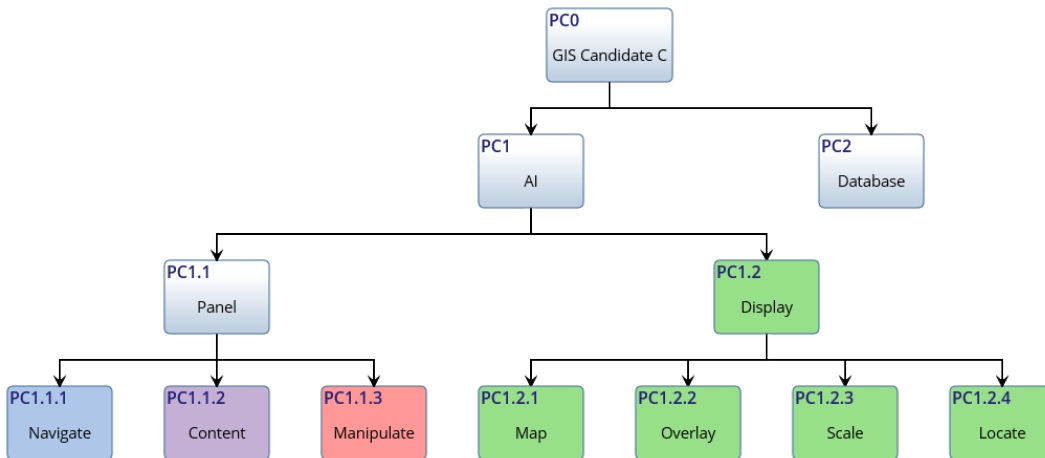 PC0
GIS Candidate C
PC1
AI
PC2
Database
PC1.1
Panel
PC1.2
Display
PC1.1.1
Navigate
PC1.1.2
Content
PC1.1.3
Manipulate
PC1.2.1
Map
PC1.2.2
Overlay
PC1.2.3
Scale
PC1.2.4
Locate